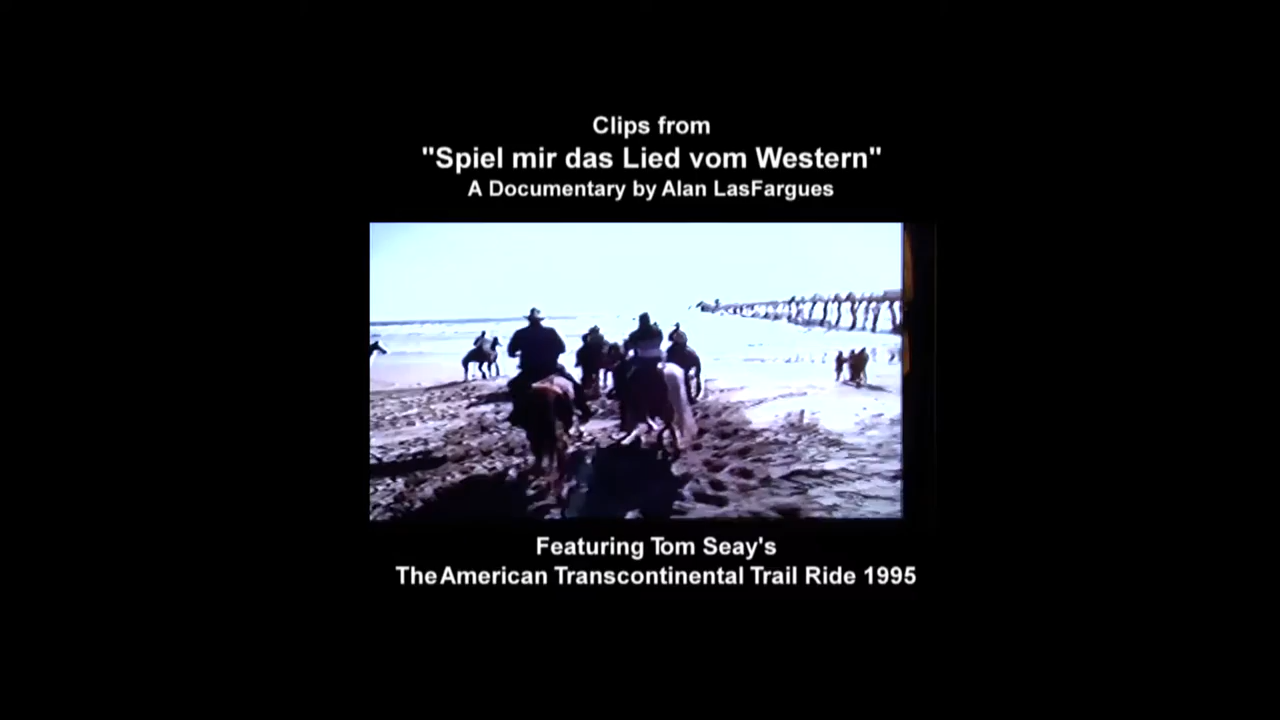 Clips from
"Spiel mir das Lied vom Western"
A Documentary by Alan LasFargues
Featuring Tom Seay's
The American Transcontinental Trail Ride 1995